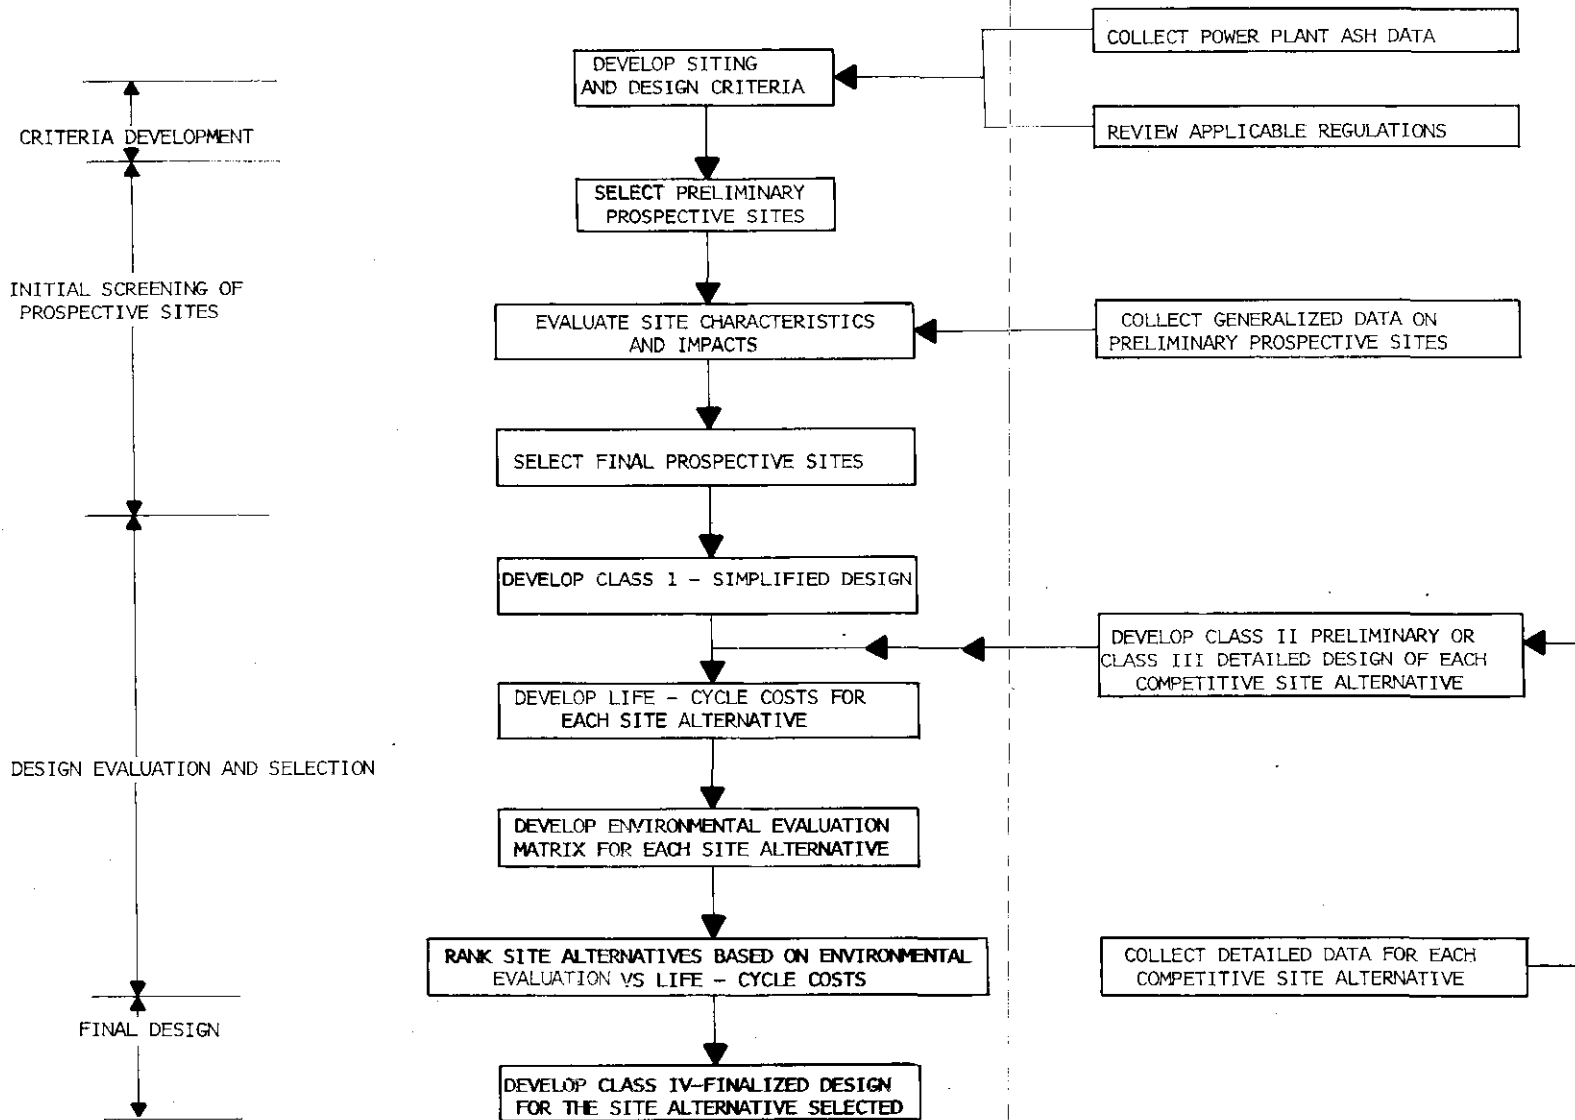 COLLECT POWER PLANT ASH DATA
DEVELOP SITING
AND DESIGN CRITERIA
CRITERIA DEVELOPMENT
REVIEW APPLICABLE REGULATIONS
SELECT PRELIMINARY
PROSPECTIVE SITES
INITIAL SCREENING OF
PROSPECTIVE SITES
EVALUATE SITE CHARACTERISTICS
AND IMPACTS
COLLECT GENERALIZED DATA ON
PRELIMINARY PROSPECTIVE SITES
SELECT FINAL PROSPECTIVE SITES
DEVELOP CLASS 1 - SIMPLIFIED DESIGN
DEVELOP CLASS II PRELIMINARY OR
CLASS III DETAILED DESIGN OF EACH
COMPETITIVE SITE ALTERNATIVE
DEVELOP LIFE - CYCLE COSTS FOR
EACH SITE ALTERNATIVE
DESIGN EVALUATION AND SELECTION
DEVELOP ENVIRONMENTAL EVALUATION
MATRIX FOR EACH SITE ALTERNATIVE
RANK SITE ALTERNATIVES BASED ON ENVIRONMENTAL
EVALUATION VS LIFE - CYCLE COSTS
COLLECT DETAILED DATA FOR EACH
COMPETITIVE SITE ALTERNATIVE
FINAL DESIGN
DEVELOP CLASS IV-FINALIZED DESIGN
FOR THE SITE ALTERNATIVE SELECTED